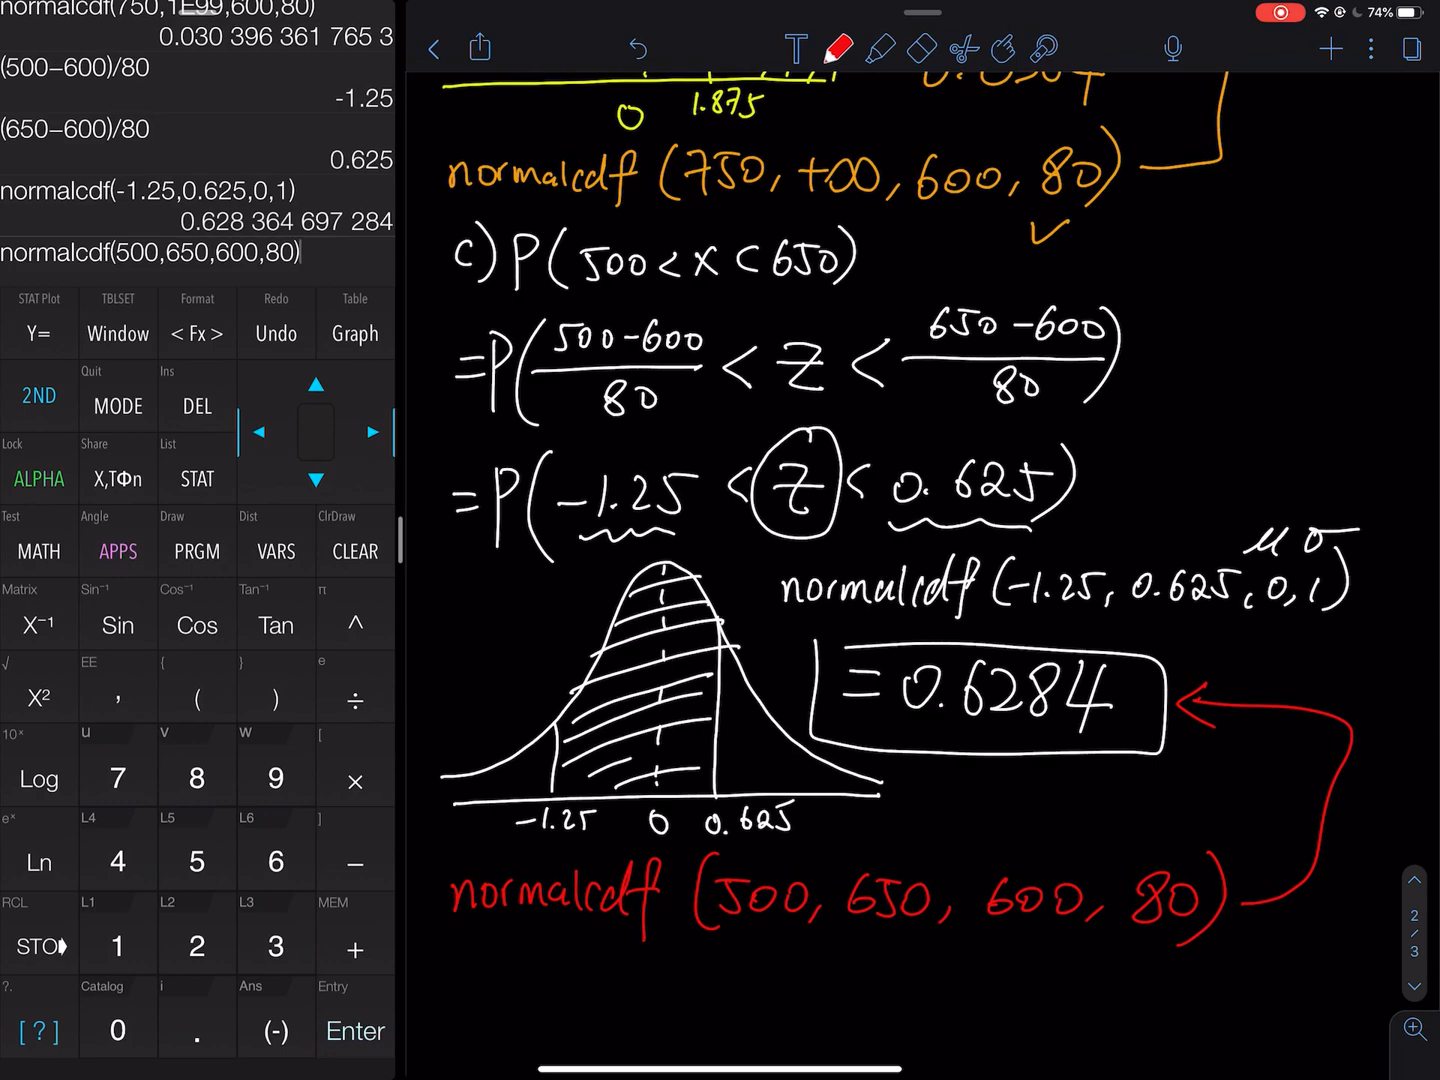 normalcdf(750,1E99,600,80)
0.030 396 361 765 3
(500−600)/80
-1.25
(650−600)/80
0.625
normalcdf(-1.25,0.625,0,1)
0.628 364 697 284
normalcdf(500,650,600,80)
STAT Plot TBLSET Format Redo Table
Y= Window < Fx > Undo Graph
Quit Ins
2ND MODE DEL
Lock Share List
ALPHA X,TΦn STAT
Test Angle Draw Dist ClrDraw
MATH APPS PRGM VARS CLEAR
Matrix Sin⁻¹ Cos⁻¹ Tan⁻¹ π
X⁻¹ Sin Cos Tan ^
√ EE { } e
X² , ( ) ÷
10ˣ u v w [
Log 7 8 9 ×
eˣ L4 L5 L6 ]
Ln 4 5 6 −
RCL L1 L2 L3 MEM
STO 1 2 3 +
?. Catalog i Ans Entry
[ ? ] 0 . (-) Enter
74%
T
0 1.875
0.0304
normalcdf (750, +∞, 600, 80)
c) P(500 < x < 650)
=P(500-600/80 < Z < 650-600/80)
=P(-1.25 < Z < 0.625)
μ σ
normalcdf (-1.25, 0.625, 0, 1)
= 0.6284
-1.25 0 0.625
normalcdf (500, 650, 600, 80)
2
/
3